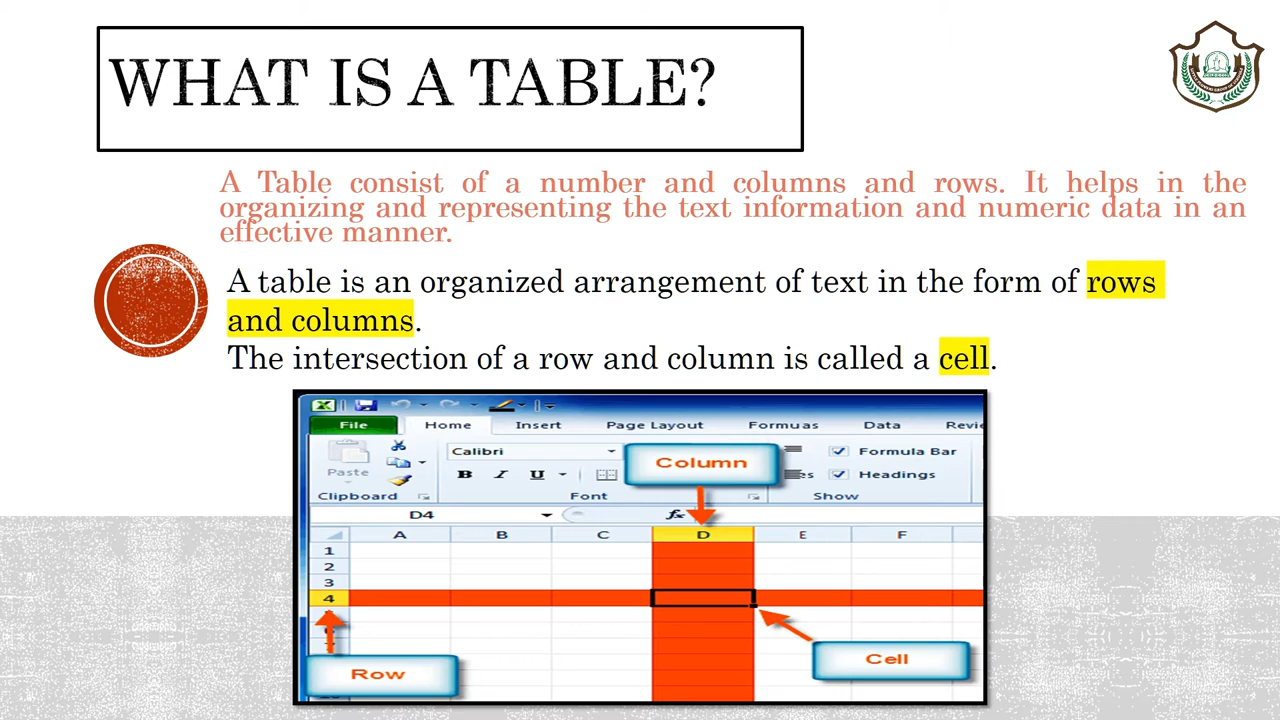 WHAT IS A TABLE?
A Table consist of a number and columns and rows. It helps in the
organizing and representing the text information and numeric data in an
effective manner.
A table is an organized arrangement of text in the form of rows
and columns.
The intersection of a row and column is called a cell.
File Home Insert Page Layout Formuas Data Revi
Calibri
Column
Formula Bar
Paste
B I U
es
Headings
Clipboard Font Show
D4 fx
A B C D E F
1
2
3
4
Row
Cell